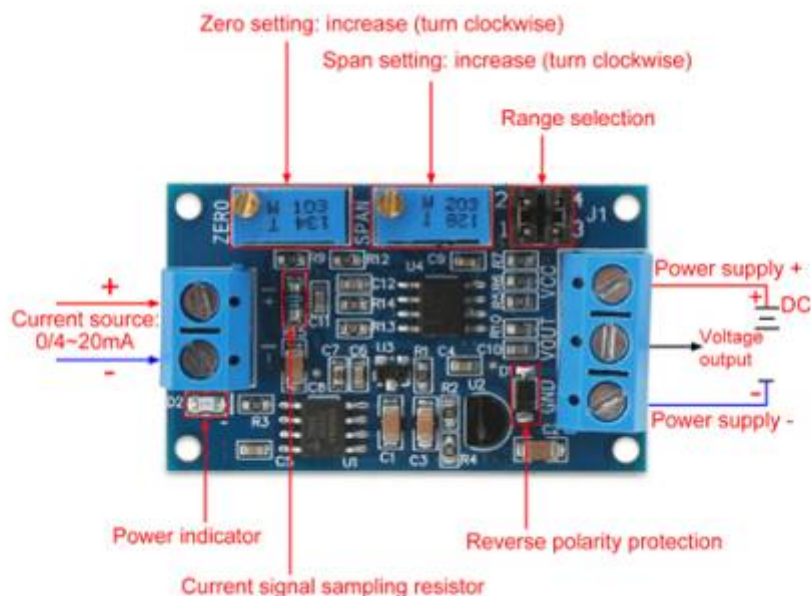 Zero setting: increase (turn clockwise)
Span setting: increase (turn clockwise)
Range selection
ZERO
SPAN
2
4
1
3
J1
R9
R12
C9
R7
U4
C12
R14
R13
C11
R10
C10
VCC
VOUT
GND
+
Current source:
0/4~20mA
-
Power supply +
+
DC
Voltage
output
-
Power supply -
C7
C6
U3
R1
C4
C8
R2
U2
D2
R3
C5
U1
C1
C3
R4
Power indicator
Reverse polarity protection
Current signal sampling resistor